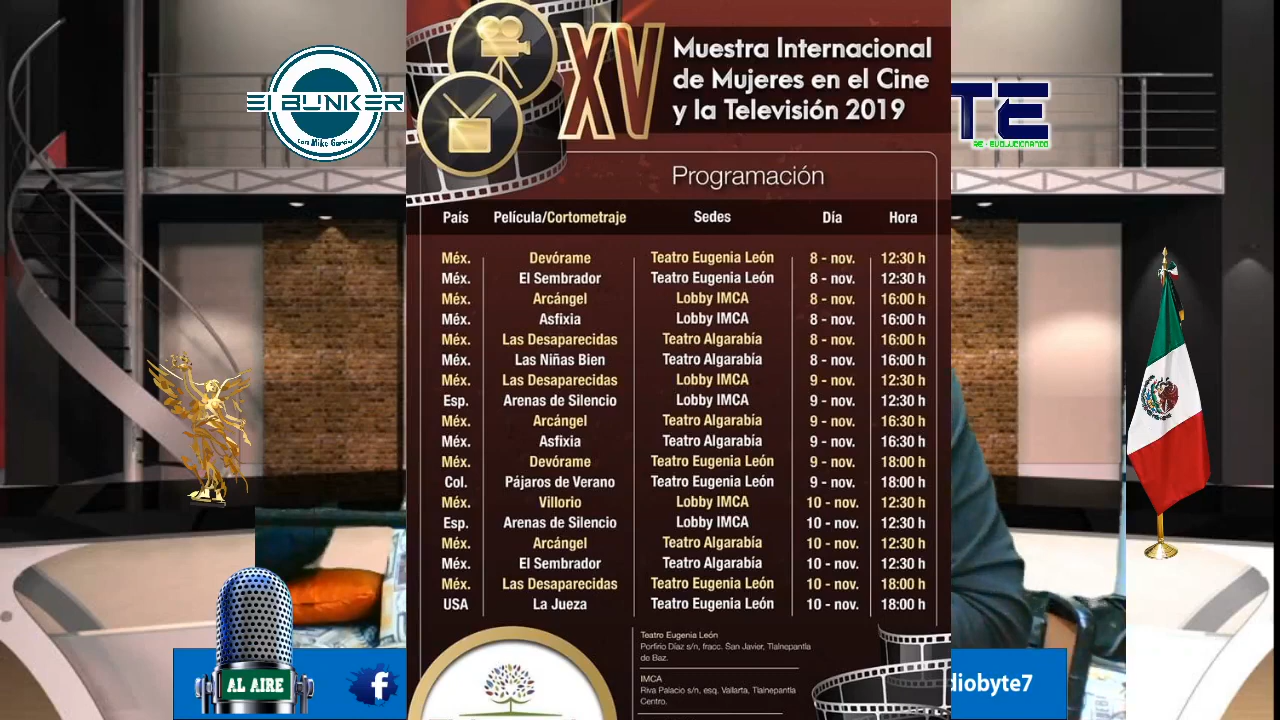 El BUNKER
Con Mike Garcia
XV
Muestra Internacional
de Mujeres en el Cine
y la Televisión 2019
TE
RE - EVOLUCIONANDO
Programación
País Película/Cortometraje Sedes Día Hora
Méx. Devórame Teatro Eugenia León 8 - nov. 12:30 h
Méx. El Sembrador Teatro Eugenia León 8 - nov. 12:30 h
Méx. Arcángel Lobby IMCA 8 - nov. 16:00 h
Méx. Asfixia Lobby IMCA 8 - nov. 16:00 h
Méx. Las Desaparecidas Teatro Algarabía 8 - nov. 16:00 h
Méx. Las Niñas Bien Teatro Algarabía 8 - nov. 16:00 h
Méx. Las Desaparecidas Lobby IMCA 9 - nov. 12:30 h
Esp. Arenas de Silencio Lobby IMCA 9 - nov. 12:30 h
Méx. Arcángel Teatro Algarabía 9 - nov. 16:30 h
Méx. Asfixia Teatro Algarabía 9 - nov. 16:30 h
Méx. Devórame Teatro Eugenia León 9 - nov. 18:00 h
Col. Pájaros de Verano Teatro Eugenia León 9 - nov. 18:00 h
Méx. Villorio Lobby IMCA 10 - nov. 12:30 h
Esp. Arenas de Silencio Lobby IMCA 10 - nov. 12:30 h
Méx. Arcángel Teatro Algarabía 10 - nov. 12:30 h
Méx. El Sembrador Teatro Algarabía 10 - nov. 12:30 h
Méx. Las Desaparecidas Teatro Eugenia León 10 - nov. 18:00 h
USA La Jueza Teatro Eugenia León 10 - nov. 18:00 h
Teatro Eugenia León
Porfirio Díaz s/n, fracc. San Javier, Tlalnepantla
de Baz.
IMCA
Riva Palacio s/n, esq. Vallarta, Tlalnepantla
Centro.
AL AIRE
f
diobyte7